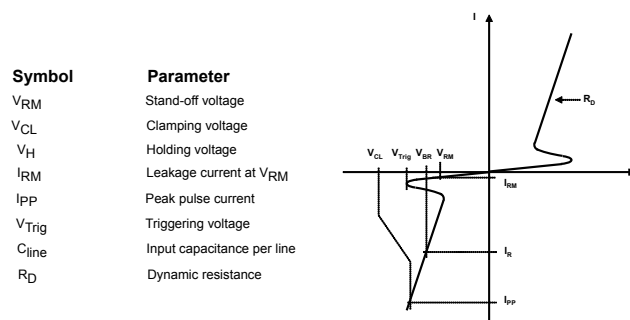 Symbol Parameter
VRM Stand-off voltage
VCL Clamping voltage
VH Holding voltage
IRM Leakage current at VRM
IPP Peak pulse current
VTrig Triggering voltage
Cline Input capacitance per line
RD Dynamic resistance
I
RD
VCL VTrig VBR VRM
IRM
IR
IPP